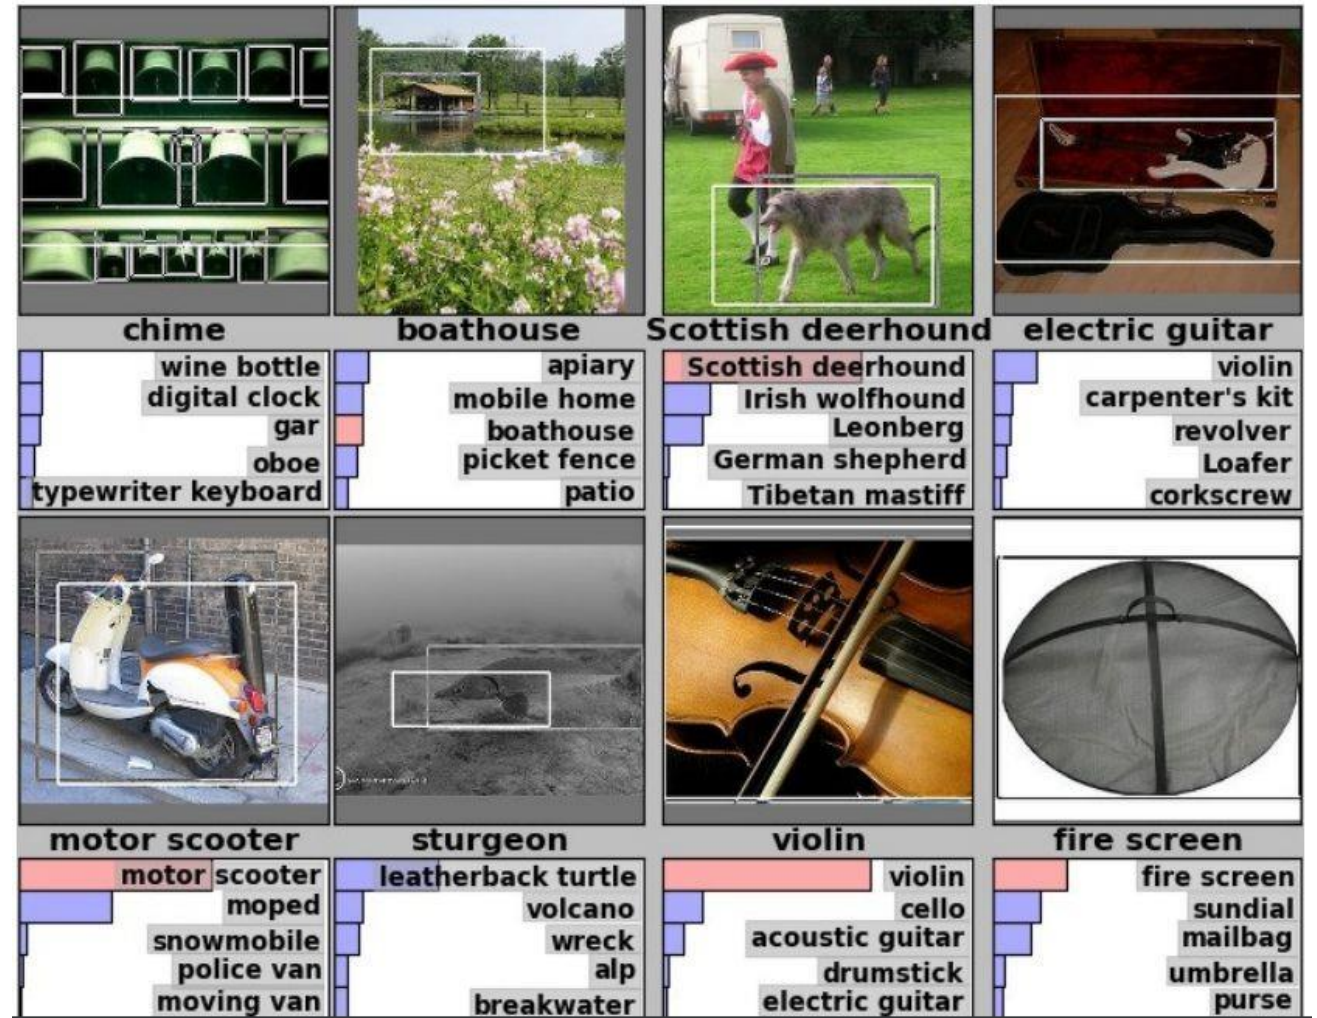 chime
boathouse
Scottish deerhound
electric guitar
wine bottle
digital clock
gar
oboe
typewriter keyboard
apiary
mobile home
boathouse
picket fence
patio
Scottish deerhound
Irish wolfhound
Leonberg
German shepherd
Tibetan mastiff
violin
carpenter's kit
revolver
Loafer
corkscrew
motor scooter
sturgeon
violin
fire screen
motor scooter
moped
snowmobile
police van
moving van
leatherback turtle
volcano
wreck
alp
breakwater
violin
cello
acoustic guitar
drumstick
electric guitar
fire screen
sundial
mailbag
umbrella
purse